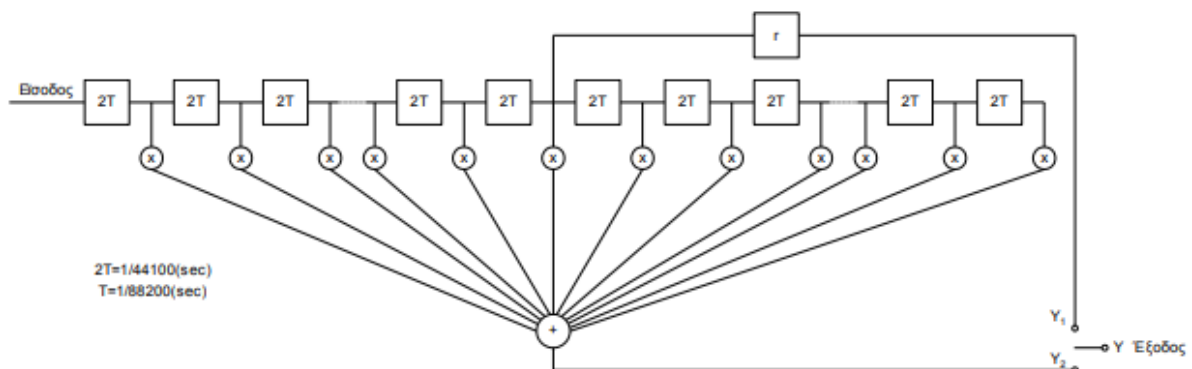 r
Είσοδος
2T 2T 2T 2T 2T 2T 2T 2T 2T 2T
x x x x x x x x x x x x
2T=1/44100(sec)
T=1/88200(sec)
+
Y₁
Y Έξοδος
Y₂